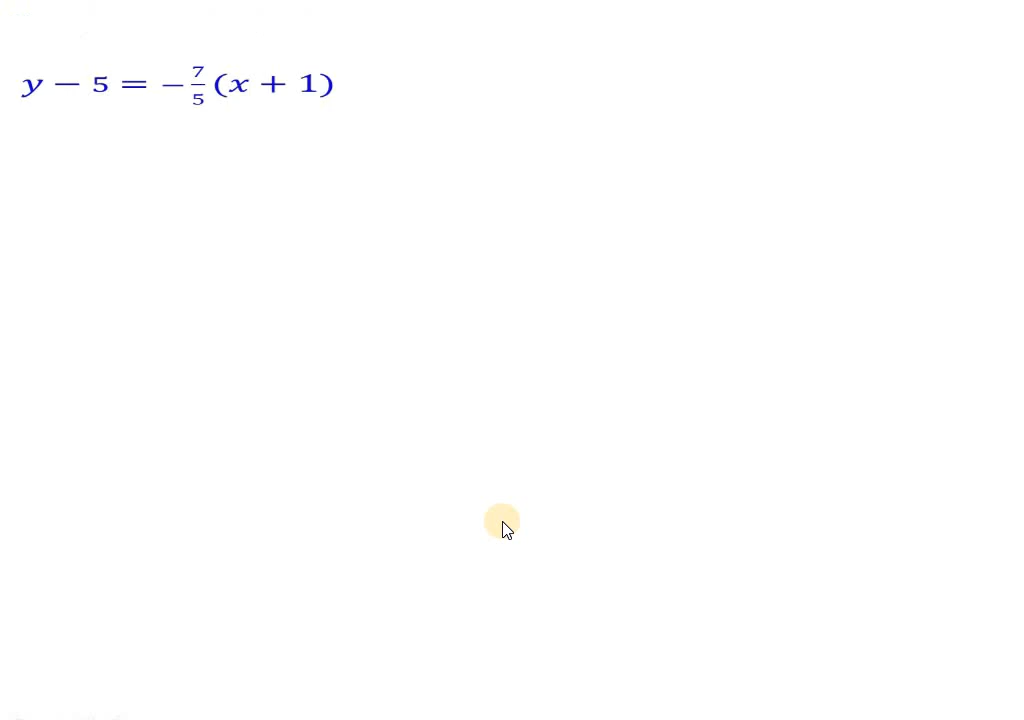 y − 5 = −7/5 (x + 1)